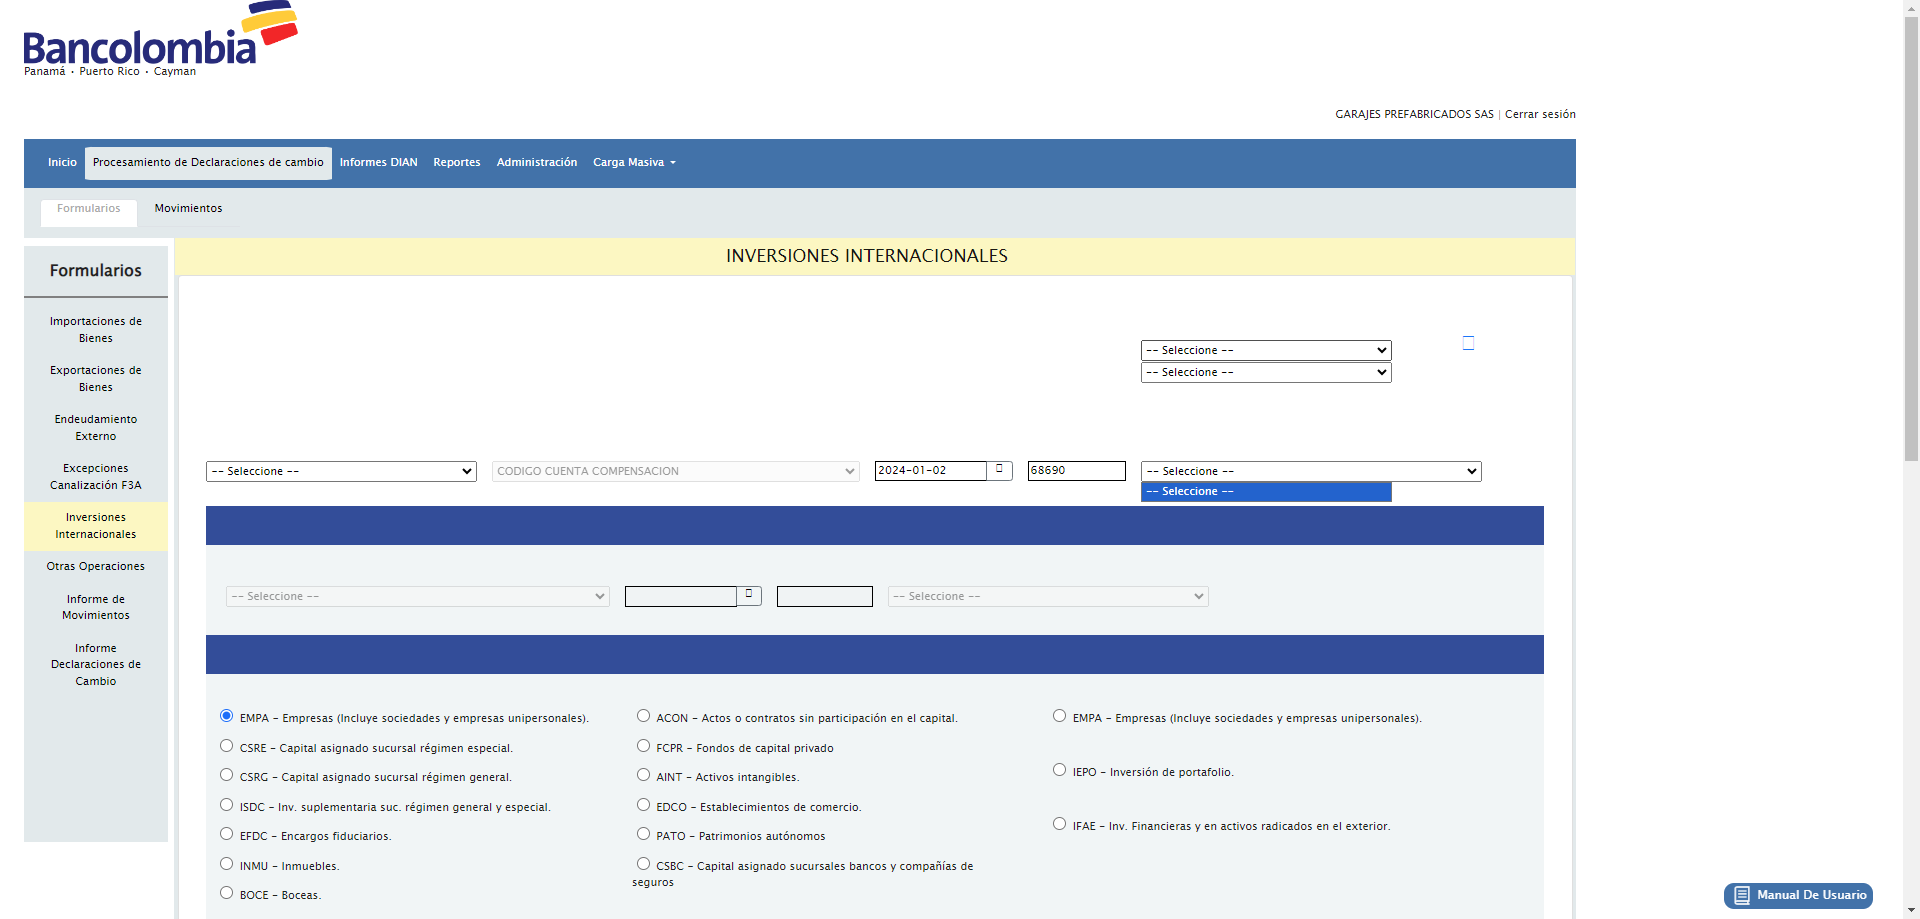 Bancolombia
Panamá • Puerto Rico • Cayman
GARAJES PREFABRICADOS SAS | Cerrar sesión
Inicio
Procesamiento de Declaraciones de cambio
Informes DIAN
Reportes
Administración
Carga Masiva
Formularios
Movimientos
Formularios
Importaciones de
Bienes
Exportaciones de
Bienes
Endeudamiento
Externo
Excepciones
Canalización F3A
Inversiones
Internacionales
Otras Operaciones
Informe de
Movimientos
Informe
Declaraciones de
Cambio
INVERSIONES INTERNACIONALES
-- Seleccione --
-- Seleccione --
-- Seleccione --
CODIGO CUENTA COMPENSACION
2024-01-02
68690
-- Seleccione --
-- Seleccione --
-- Seleccione --
-- Seleccione --
EMPA - Empresas (Incluye sociedades y empresas unipersonales).
CSRE - Capital asignado sucursal régimen especial.
CSRG - Capital asignado sucursal régimen general.
ISDC - Inv. suplementaria suc. régimen general y especial.
EFDC - Encargos fiduciarios.
INMU - Inmuebles.
BOCE - Boceas.
ACON - Actos o contratos sin participación en el capital.
FCPR - Fondos de capital privado
AINT - Activos intangibles.
EDCO - Establecimientos de comercio.
PATO - Patrimonios autónomos
CSBC - Capital asignado sucursales bancos y compañías de
seguros
EMPA - Empresas (Incluye sociedades y empresas unipersonales).
IEPO - Inversión de portafolio.
IFAE - Inv. Financieras y en activos radicados en el exterior.
Manual De Usuario